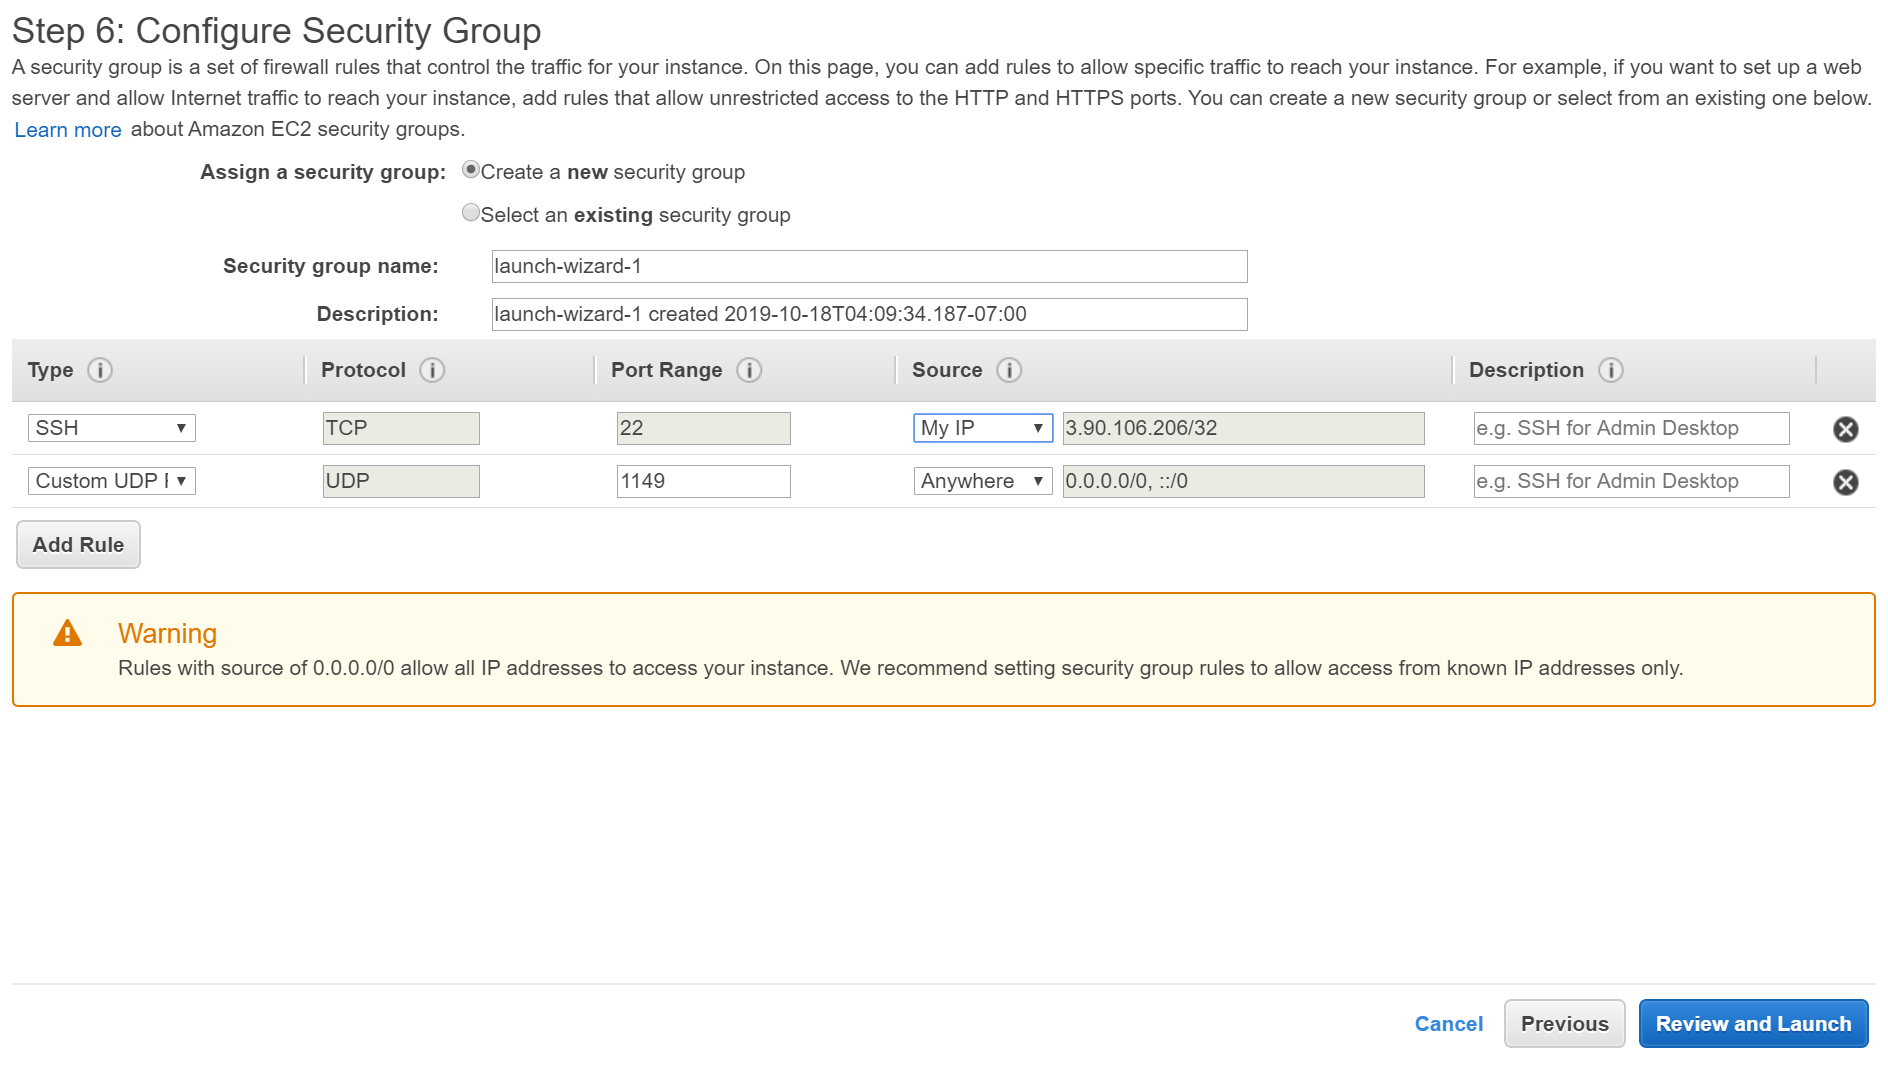 Step 6: Configure Security Group
A security group is a set of firewall rules that control the traffic for your instance. On this page, you can add rules to allow specific traffic to reach your instance. For example, if you want to set up a web
server and allow Internet traffic to reach your instance, add rules that allow unrestricted access to the HTTP and HTTPS ports. You can create a new security group or select from an existing one below.
Learn more about Amazon EC2 security groups.
Assign a security group: Create a new security group
Select an existing security group
Security group name: launch-wizard-1
Description: launch-wizard-1 created 2019-10-18T04:09:34.187-07:00
Type Protocol Port Range Source Description
SSH TCP 22 My IP 3.90.106.206/32 e.g. SSH for Admin Desktop
Custom UDP UDP 1149 Anywhere 0.0.0.0/0, ::/0 e.g. SSH for Admin Desktop
Add Rule
Warning
Rules with source of 0.0.0.0/0 allow all IP addresses to access your instance. We recommend setting security group rules to allow access from known IP addresses only.
Cancel Previous Review and Launch